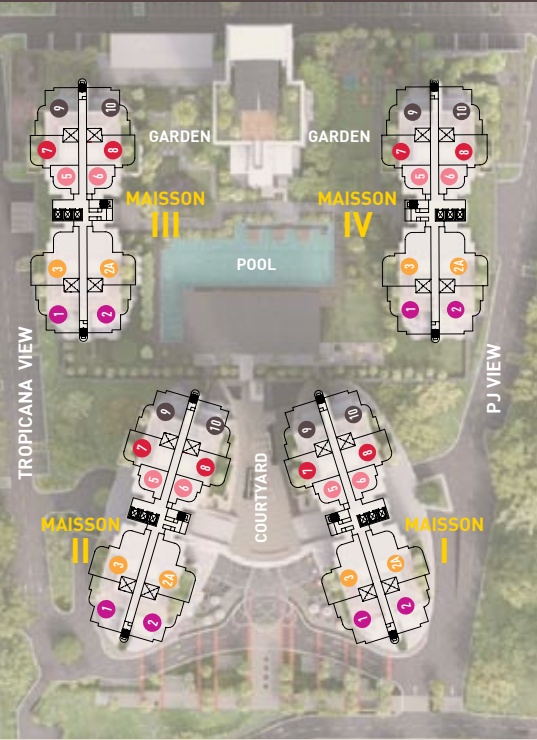 9
10
9
10
GARDEN
GARDEN
7
8
7
8
5
6
5
6
MAISSON
III
MAISSON
IV
3
2A
POOL
3
2A
1
2
1
2
TROPICANA VIEW
PJ VIEW
9
10
9
10
7
8
7
8
5
6
5
6
COURTYARD
MAISSON
II
MAISSON
I
3
2A
3
2A
1
2
1
2